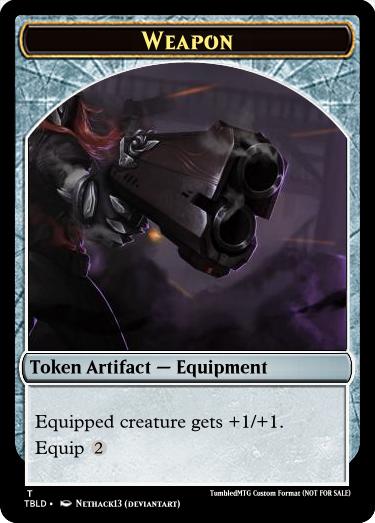 WEAPON
Token Artifact — Equipment
Equipped creature gets +1/+1.
Equip 2
T
TBLD • NETHACK13 (DEVIANTART)
TumbledMTG Custom Format (NOT FOR SALE)